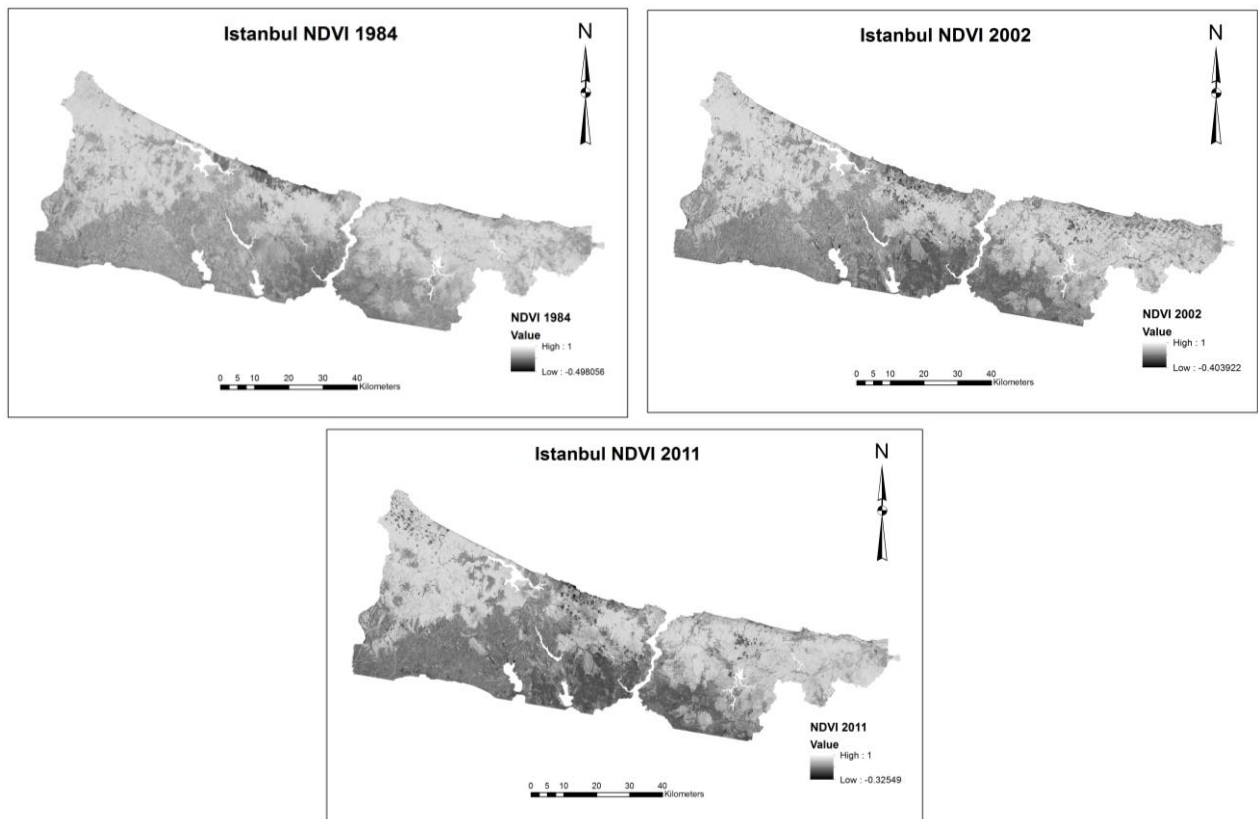 Istanbul NDVI 1984
N
NDVI 1984
Value
High : 1
Low : -0.498056
0 5 10 20 30 40
Kilometers
Istanbul NDVI 2002
N
NDVI 2002
Value
High : 1
Low : -0.403922
0 5 10 20 30 40
Kilometers
Istanbul NDVI 2011
N
NDVI 2011
Value
High : 1
Low : -0.32549
0 5 10 20 30 40
Kilometers